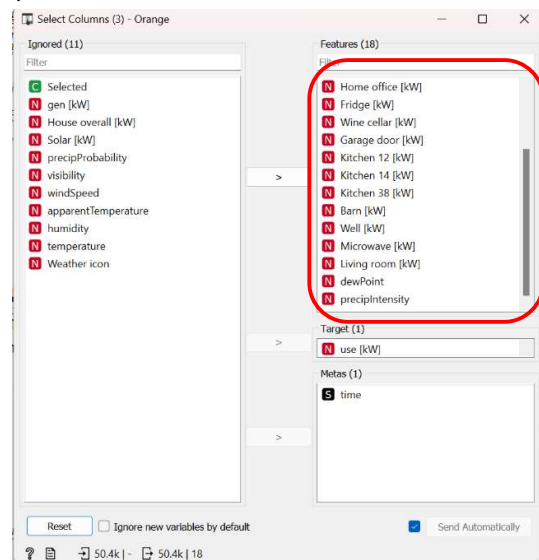 Select Columns (3) - Orange
Ignored (11)
Filter
C Selected
N gen [kW]
N House overall [kW]
N Solar [kW]
N precipProbability
N visibility
N windSpeed
N apparentTemperature
N humidity
N temperature
N Weather icon
>
>
>
Features (18)
Filter
N Home office [kW]
N Fridge [kW]
N Wine cellar [kW]
N Garage door [kW]
N Kitchen 12 [kW]
N Kitchen 14 [kW]
N Kitchen 38 [kW]
N Barn [kW]
N Well [kW]
N Microwave [kW]
N Living room [kW]
N dewPoint
N precipIntensity
Target (1)
N use [kW]
Metas (1)
S time
Reset
Ignore new variables by default
Send Automatically
? 50.4k | - 50.4k | 18